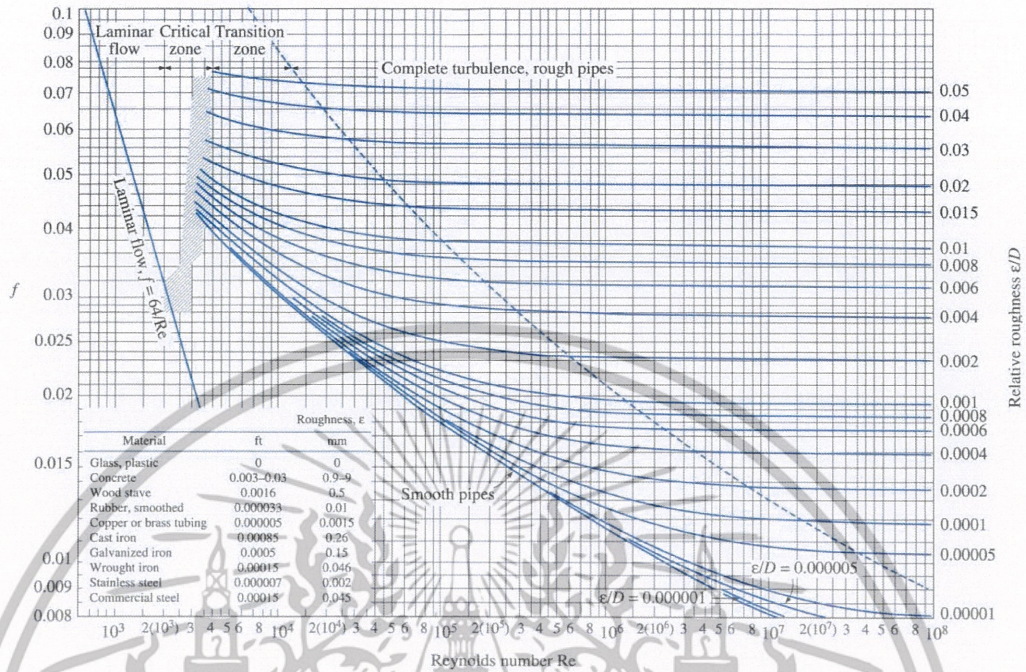 0.1
0.09
0.08
0.07
0.06
0.05
0.04
0.03
0.025
0.02
0.015
0.01
0.009
0.008
f
Laminar Critical Transition
flow zone zone
Complete turbulence, rough pipes
Laminar flow, f = 64/Re
Smooth pipes
ε/D = 0.000005
ε/D = 0.000001
Roughness, ε
Material ft mm
Glass, plastic 0 0
Concrete 0.003–0.03 0.9–9
Wood stave 0.0016 0.5
Rubber, smoothed 0.000033 0.01
Copper or brass tubing 0.000005 0.0015
Cast iron 0.00085 0.26
Galvanized iron 0.0005 0.15
Wrought iron 0.00015 0.046
Stainless steel 0.000007 0.002
Commercial steel 0.00015 0.045
0.05
0.04
0.03
0.02
0.015
0.01
0.008
0.006
0.004
0.002
0.001
0.0008
0.0006
0.0004
0.0002
0.0001
0.00005
0.00001
Relative roughness ε/D
10³ 2(10³) 3 4 5 6 8 10⁴ 2(10⁴) 3 4 5 6 8 10⁵ 2(10⁵) 3 4 5 6 8 10⁶ 2(10⁶) 3 4 5 6 8 10⁷ 2(10⁷) 3 4 5 6 8 10⁸
Reynolds number Re